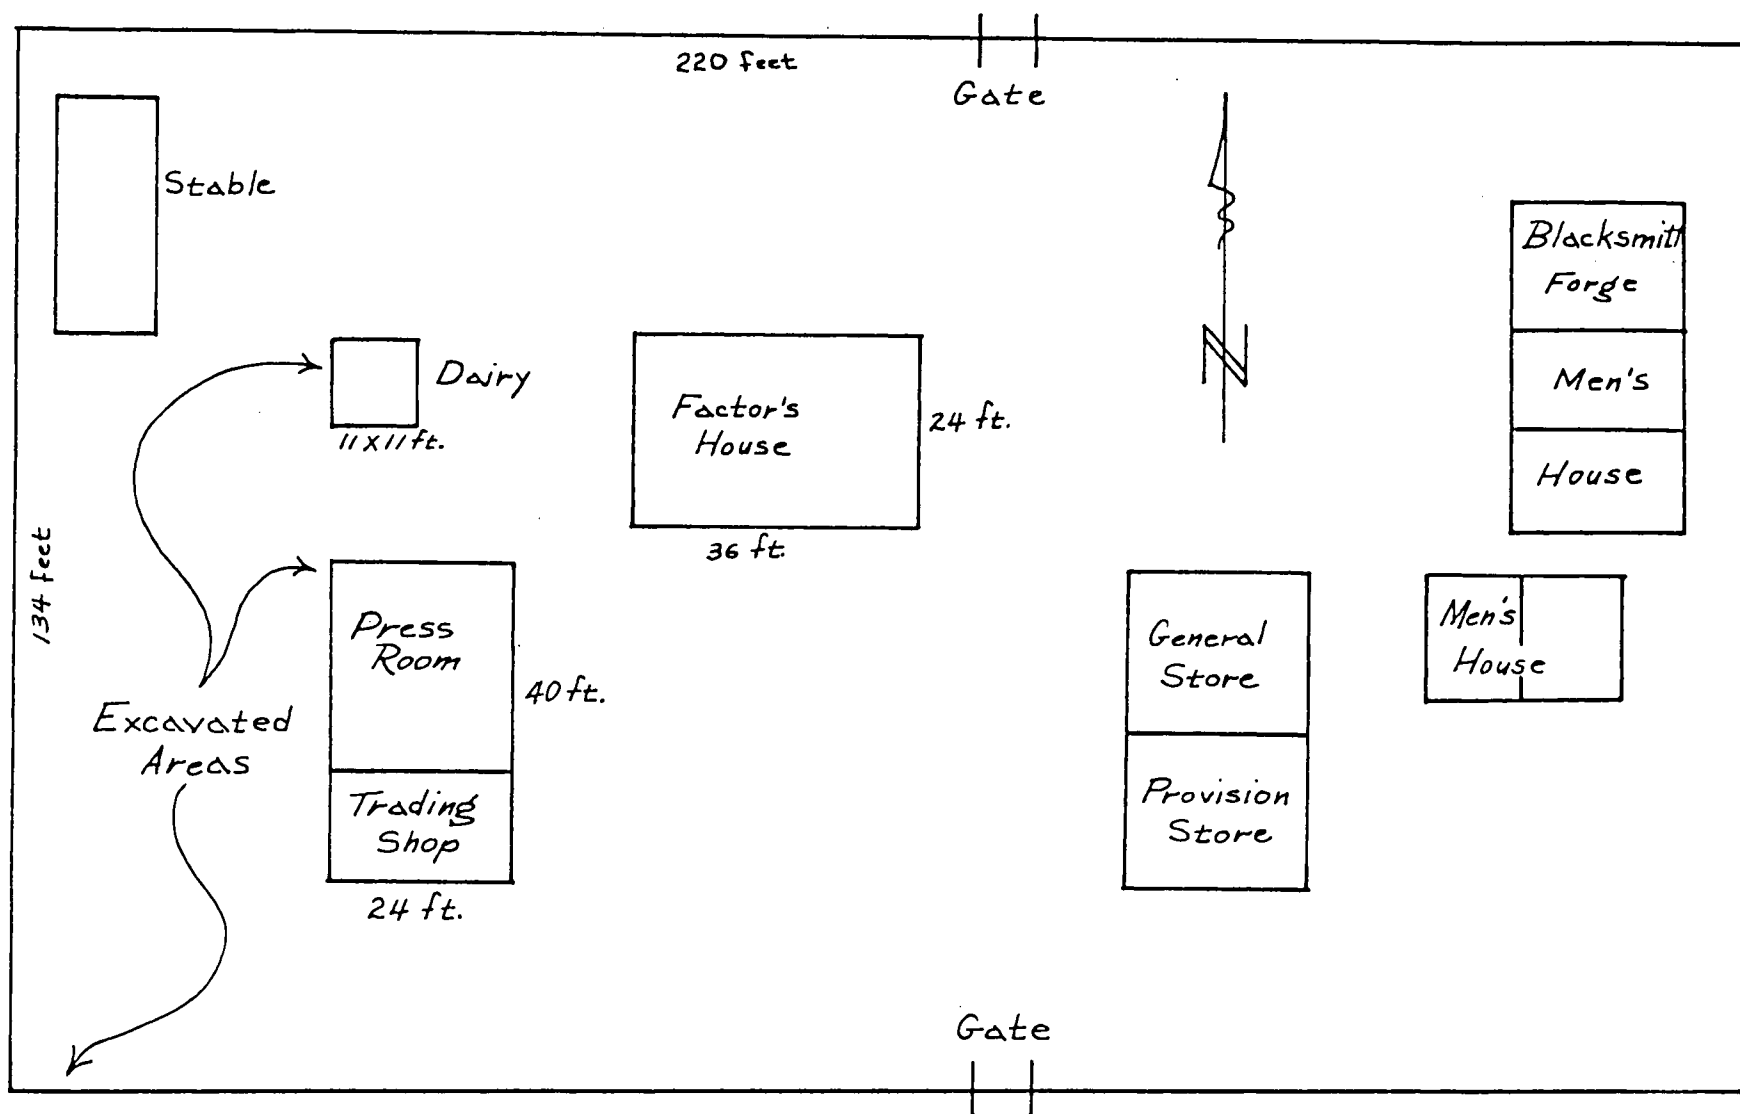 220 feet
Gate
Stable
Blacksmith
Forge
Men's
House
Dairy
11 x 11 ft.
Factor's
House
24 ft.
36 ft.
N
134 feet
Press
Room
40 ft.
Trading
Shop
24 ft.
Excavated
Areas
General
Store
Provision
Store
Men's
House
Gate